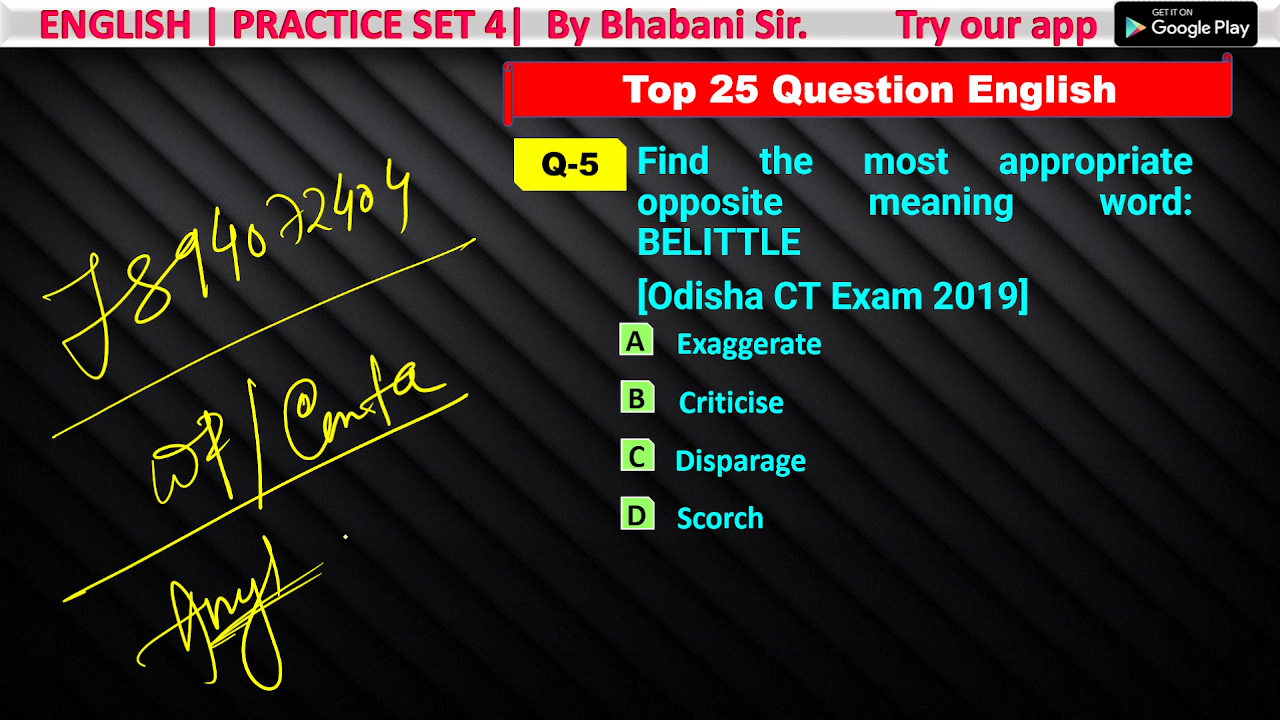 ENGLISH | PRACTICE SET 4| By Bhabani Sir. Try our app
GET IT ON
Google Play
Top 25 Question English
Q-5 Find the most appropriate
opposite meaning word:
BELITTLE
[Odisha CT Exam 2019]
A Exaggerate
B Criticise
C Disparage
D Scorch
7894072404